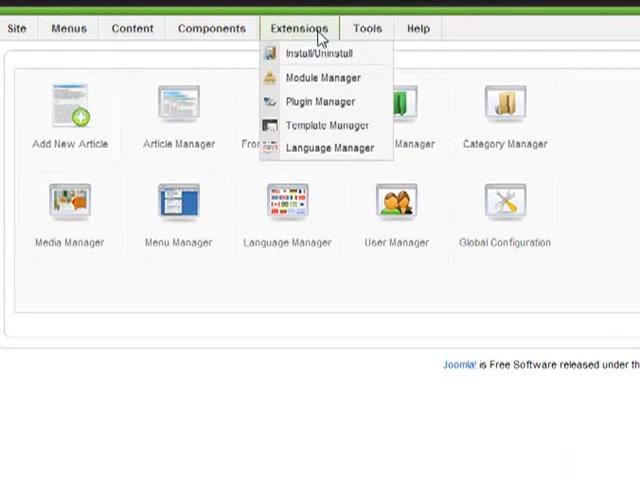 Site Menus Content Components Extensions Tools Help
Install/Uninstall
Module Manager
Plugin Manager
Template Manager
Language Manager
Add New Article Article Manager Fron Manager Category Manager
Media Manager Menu Manager Language Manager User Manager Global Configuration
Joomla! is Free Software released under th